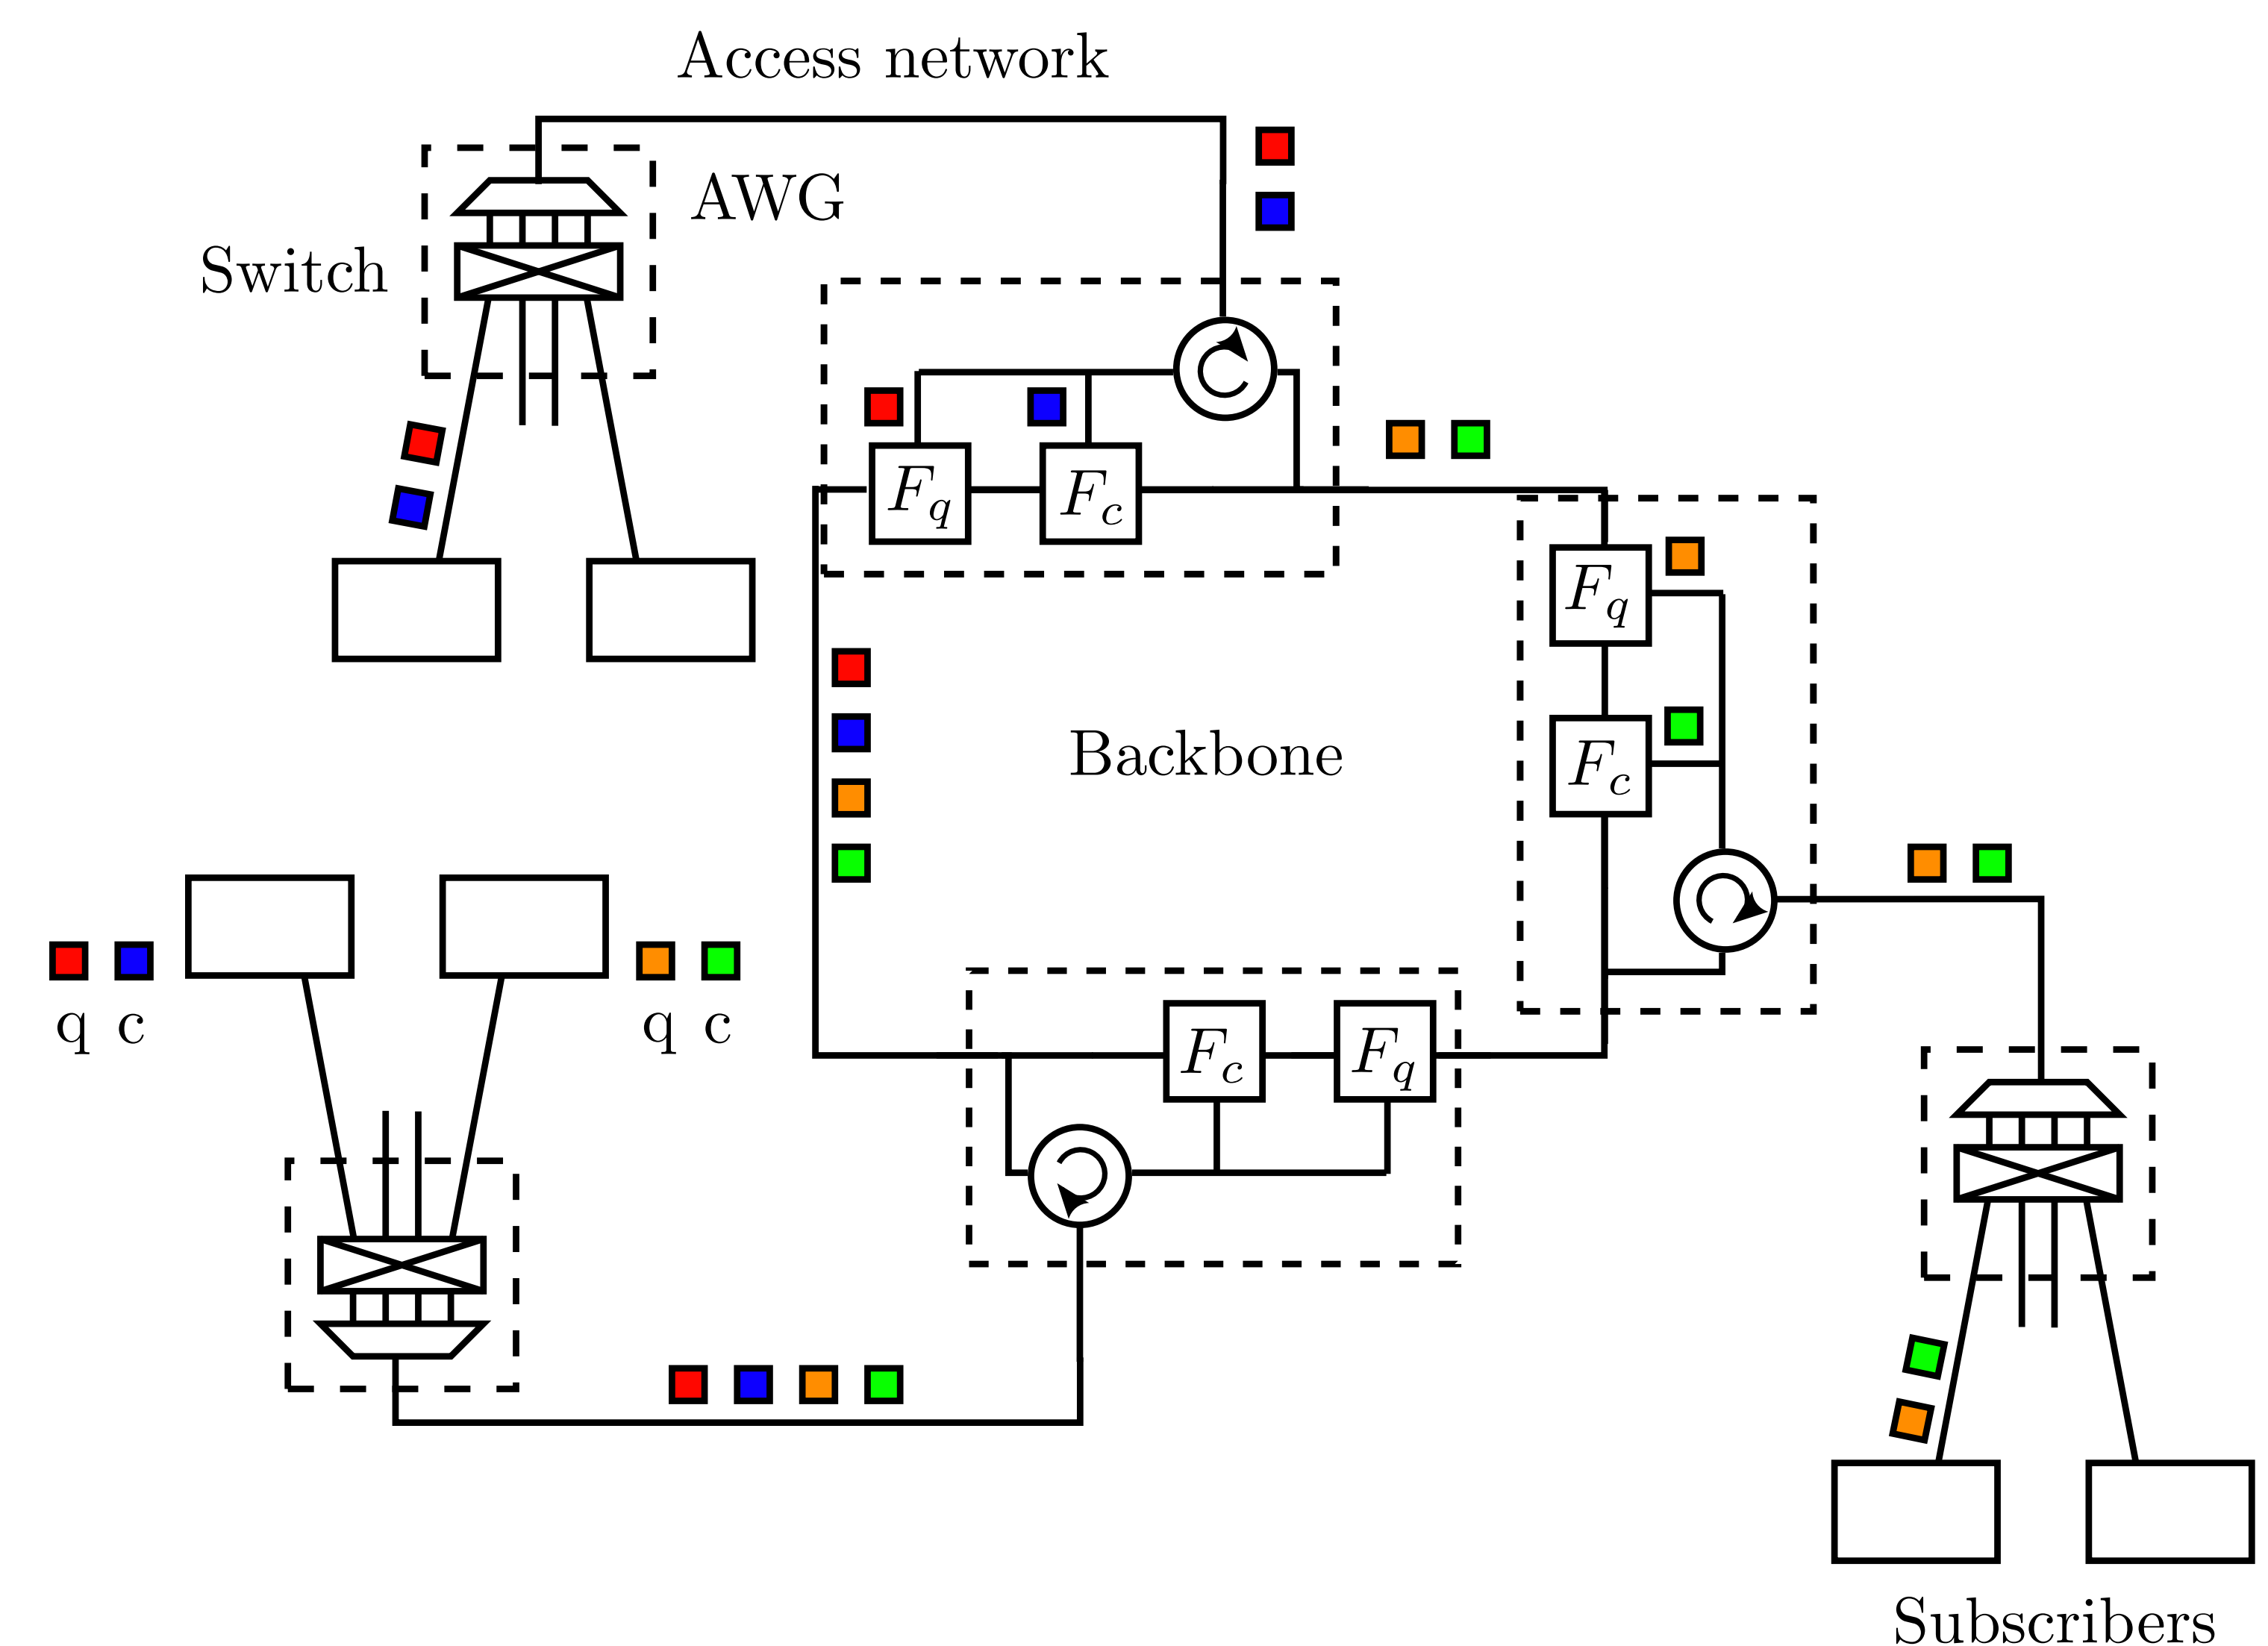 Access network
AWG
Switch
F_q
F_c
F_q
F_c
Backbone
q c
q c
F_c
F_q
Subscribers